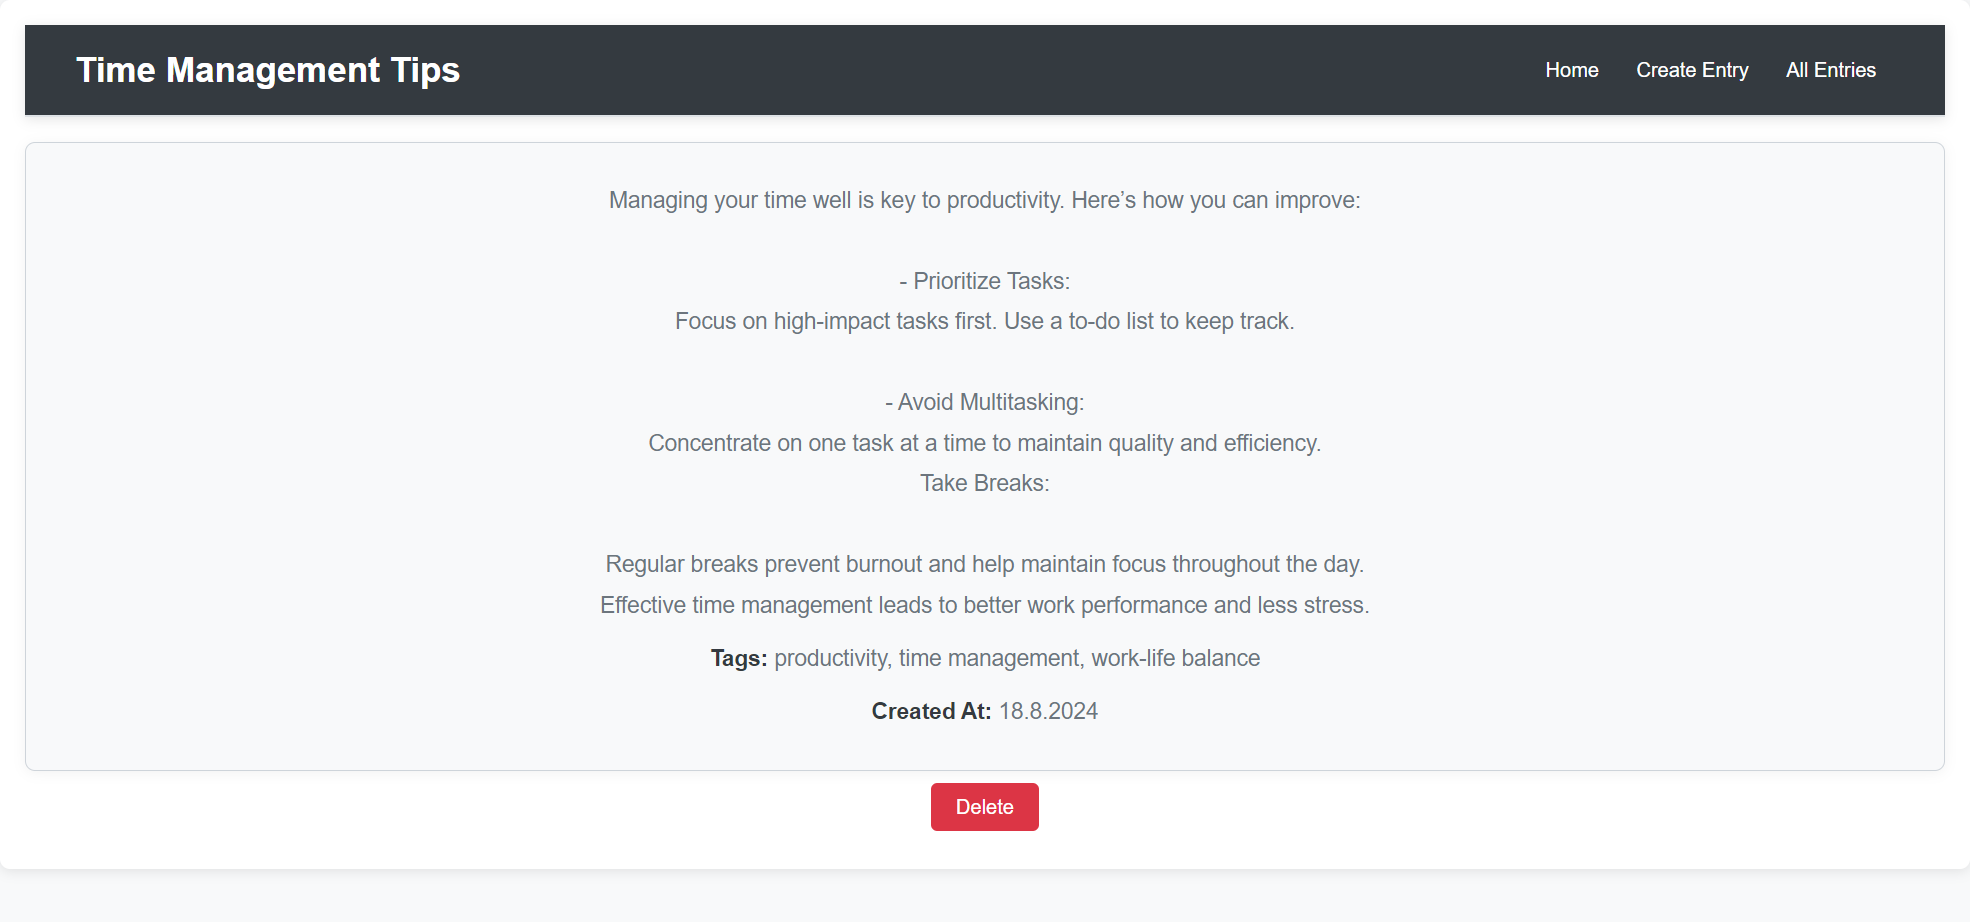 Time Management Tips
Home
Create Entry
All Entries
Managing your time well is key to productivity. Here’s how you can improve:
- Prioritize Tasks:
Focus on high-impact tasks first. Use a to-do list to keep track.
- Avoid Multitasking:
Concentrate on one task at a time to maintain quality and efficiency.
Take Breaks:
Regular breaks prevent burnout and help maintain focus throughout the day.
Effective time management leads to better work performance and less stress.
Tags: productivity, time management, work-life balance
Created At: 18.8.2024
Delete